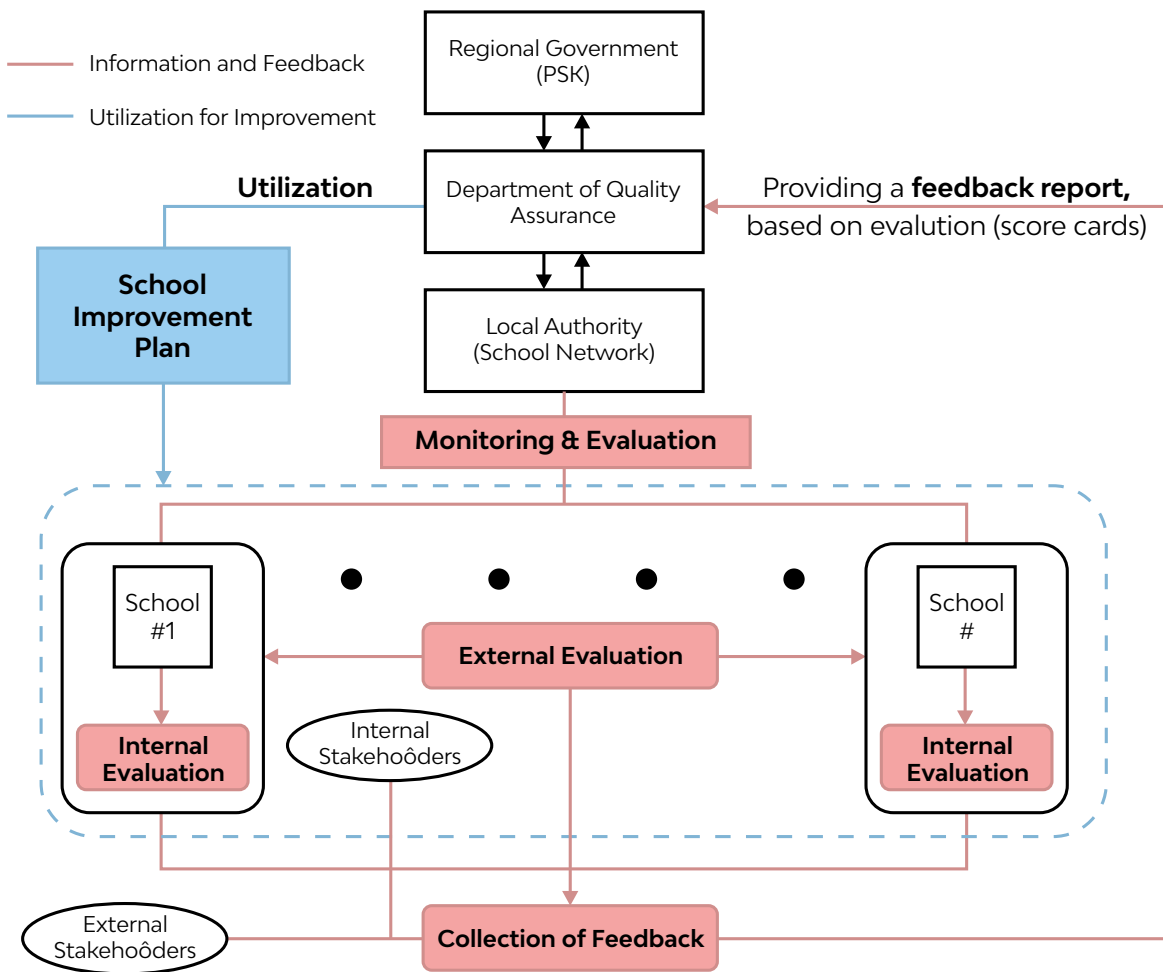 Information and Feedback
Utilization for Improvement
Regional Government
(PSK)
Utilization
Department of Quality
Assurance
Providing a feedback report,
based on evalution (score cards)
School
Improvement
Plan
Local Authority
(School Network)
Monitoring & Evaluation
School
#1
School
#
External Evaluation
Internal
Evaluation
Internal
Stakehoôders
Internal
Evaluation
External
Stakehoôders
Collection of Feedback